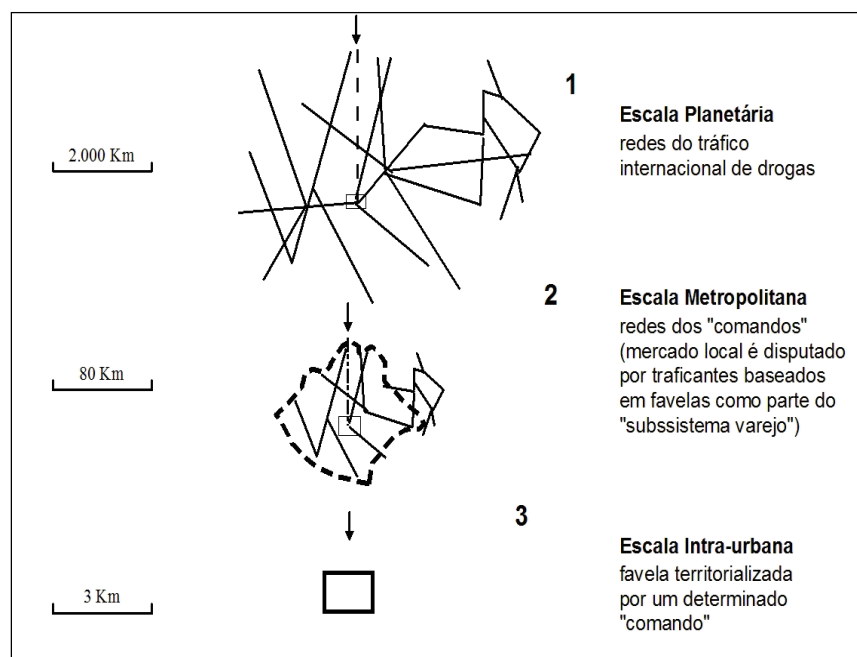 1
Escala Planetária
redes do tráfico
internacional de drogas
2.000 Km
2
Escala Metropolitana
redes dos "comandos"
(mercado local é disputado
por traficantes baseados
em favelas como parte do
"subssistema varejo")
80 Km
3
Escala Intra-urbana
favela territorializada
por um determinado
"comando"
3 Km